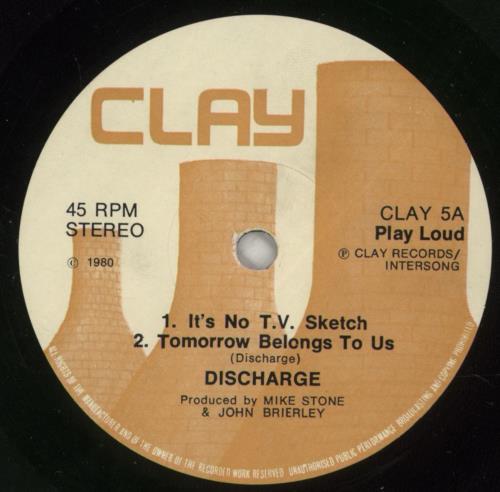 CLAY
45 RPM
STEREO
℗ 1980
CLAY 5A
Play Loud
℗ CLAY RECORDS/
INTERSONG
1. It's No T.V. Sketch
2. Tomorrow Belongs To Us
(Discharge)
DISCHARGE
Produced by MIKE STONE
& JOHN BRIERLEY
ALL RIGHTS OF THE MANUFACTURER AND OF THE OWNER OF THE RECORDED WORK RESERVED. UNAUTHORISED PUBLIC PERFORMANCE BROADCASTING AND COPYING PROHIBITED